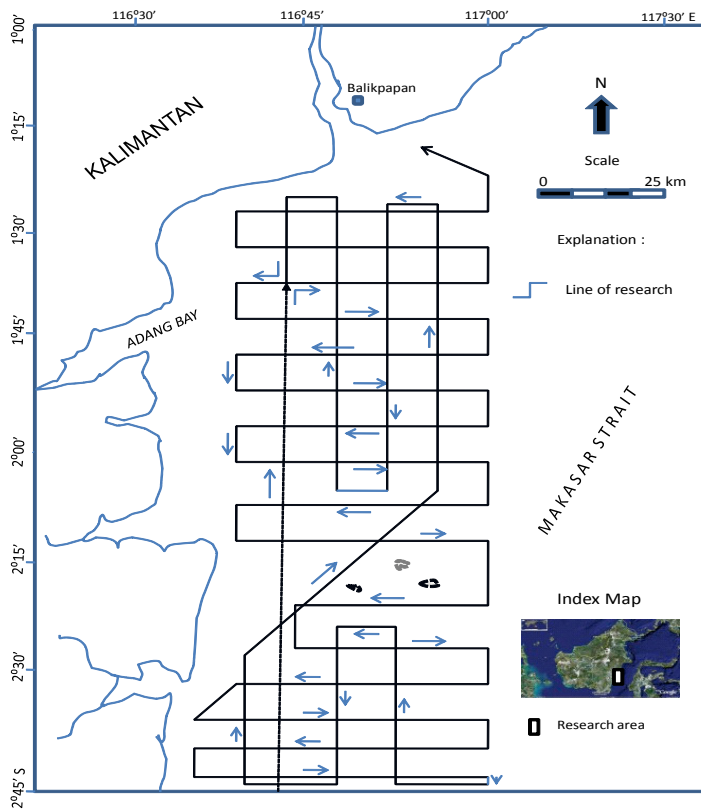 116°30' 116°45' 117°00' 117°30' E
1°00'
1°15'
1°30'
1°45'
2°00'
2°15'
2°30'
2°45' S
Balikpapan
KALIMANTAN
ADANG BAY
MAKASAR STRAIT
N
Scale
0 25 km
Explanation :
Line of research
Index Map
Google
Research area